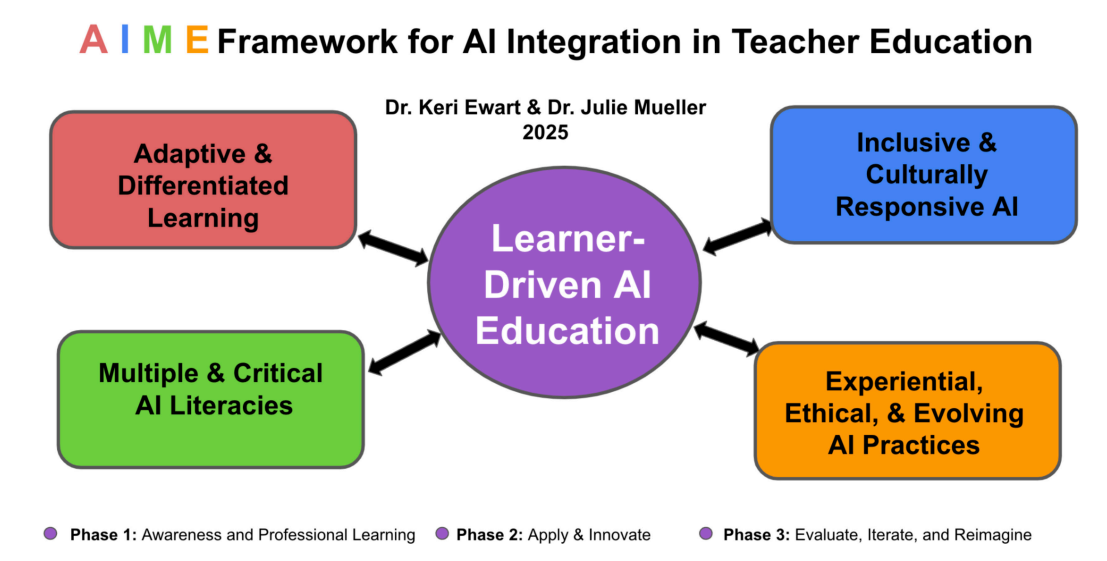 A I M E Framework for AI Integration in Teacher Education
Dr. Keri Ewart & Dr. Julie Mueller
2025
Adaptive &
Differentiated
Learning
Inclusive &
Culturally
Responsive AI
Learner-
Driven AI
Education
Multiple & Critical
AI Literacies
Experiential,
Ethical, & Evolving
AI Practices
Phase 1: Awareness and Professional Learning
Phase 2: Apply & Innovate
Phase 3: Evaluate, Iterate, and Reimagine